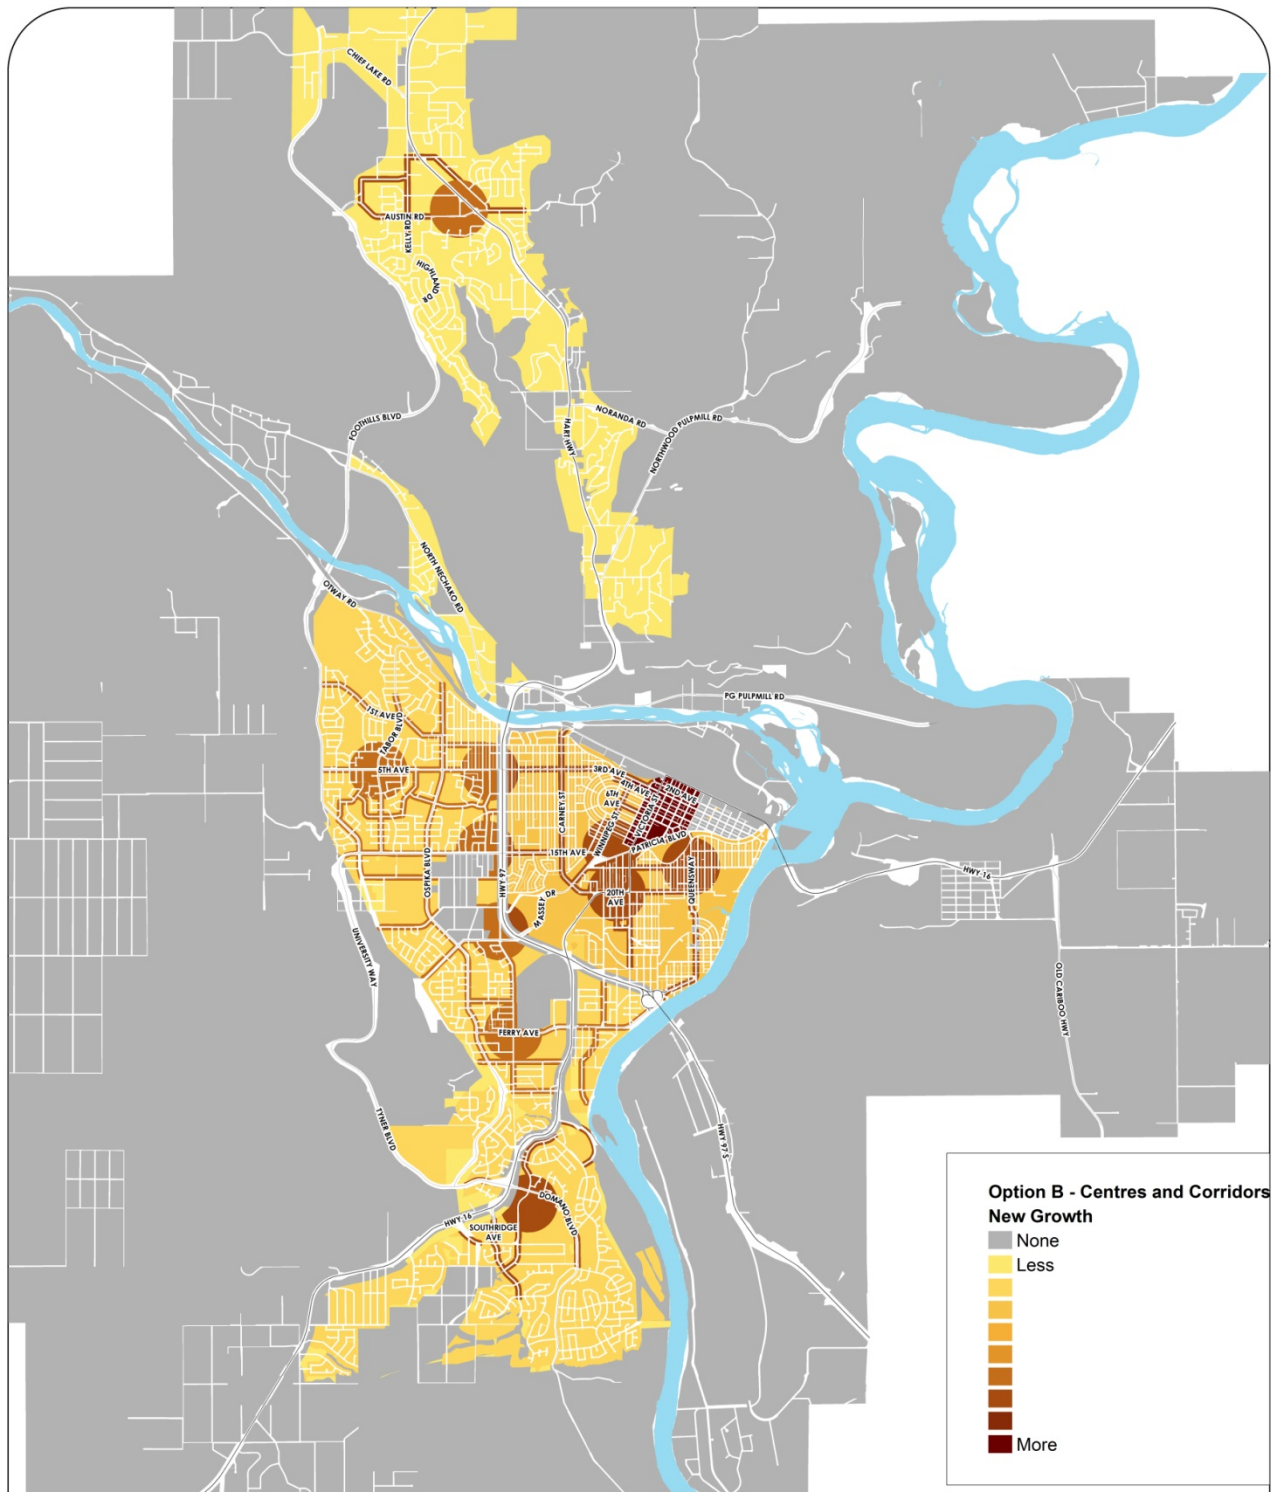 CHIEF LAKE RD
AUSTIN RD
KELLY RD
HIGHLAND DR
FOOTHILLS BLVD
HART HWY
NORANDA RD
NORTHWOOD PULPMILL RD
NORTH NECHAKO RD
OTWAY RD
PG PULPMILL RD
1ST AVE
TABOR BLVD
5TH AVE
3RD AVE
4TH AVE
2ND AVE
6TH
AVE
CARNEY ST
WINNIPEG ST
VICTORIA ST
PATRICIA BLVD
15TH AVE
OSPIKA BLVD
HWY 97
MASSEY DR
20TH
AVE
QUEENSWAY
HWY 16
UNIVERSITY WAY
OLD CARIBOO HWY
FERRY AVE
TYNER BLVD
HWY 97 S
DOMANO BLVD
HWY 16
SOUTHRIDGE
AVE
Option B - Centres and Corridors
New Growth
None
Less
More